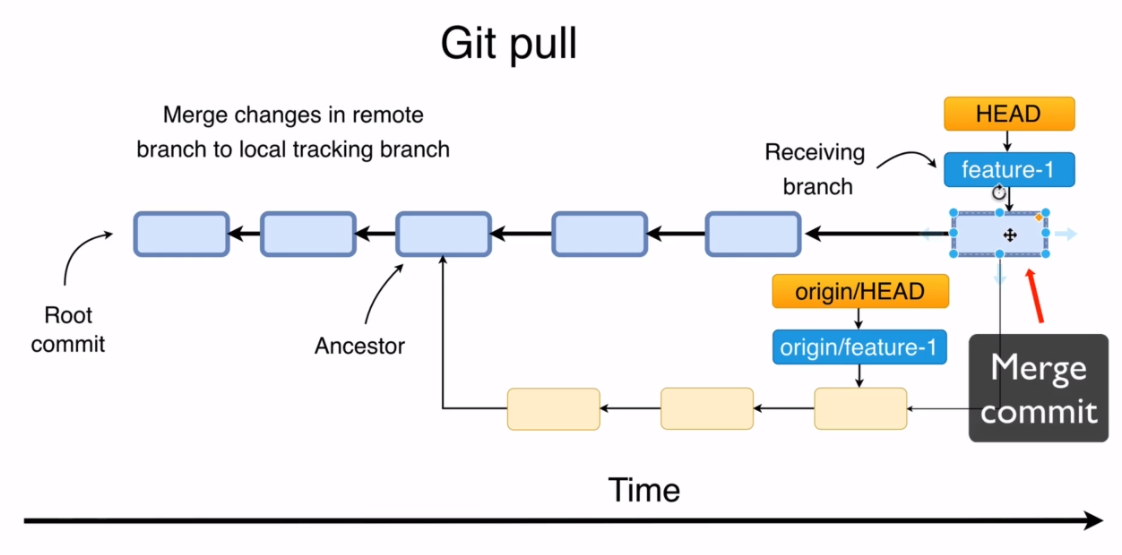 Git pull
Merge changes in remote
branch to local tracking branch
HEAD
Receiving
branch
feature-1
origin/HEAD
Root
commit
Ancestor
origin/feature-1
Merge
commit
Time